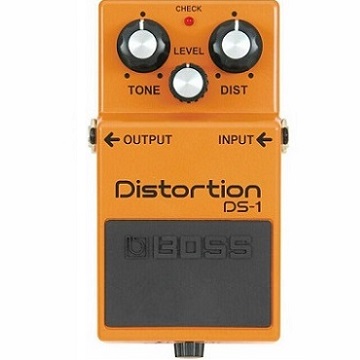 CHECK
LEVEL
TONE DIST
OUTPUT INPUT
Distortion
DS-1
BOSS